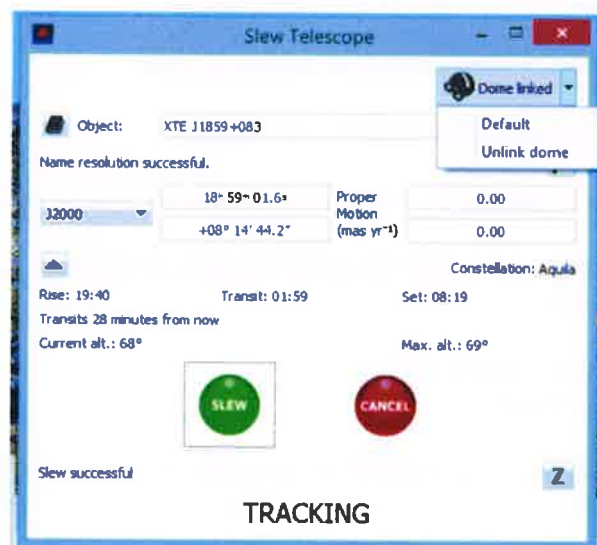 Slew Telescope
Dome linked
Default
Unlink dome
Object: XTE J1859+083
Name resolution successful.
J2000
18ʰ 59ᵐ 01.6ˢ
+08° 14' 44.2"
Proper
Motion
(mas yr⁻¹)
0.00
0.00
Constellation: Aquila
Rise: 19:40 Transit: 01:59 Set: 08:19
Transits 28 minutes from now
Current alt.: 68° Max. alt.: 69°
SLEW
CANCEL
Slew successful
Z
TRACKING